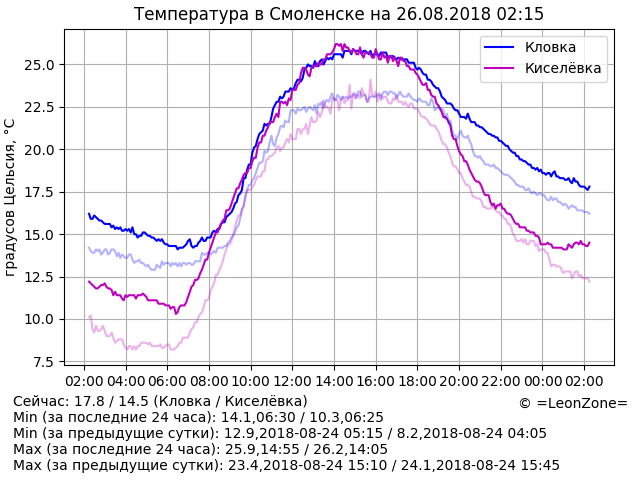 Температура в Смоленске на 26.08.2018 02:15
Кловка
Киселёвка
градусов Цельсия, °C
25.0
22.5
20.0
17.5
15.0
12.5
10.0
7.5
02:00 04:00 06:00 08:00 10:00 12:00 14:00 16:00 18:00 20:00 22:00 00:00 02:00
Сейчас: 17.8 / 14.5 (Кловка / Киселёвка)
© =LeonZone=
Min (за последние 24 часа): 14.1,06:30 / 10.3,06:25
Min (за предыдущие сутки): 12.9,2018-08-24 05:15 / 8.2,2018-08-24 04:05
Max (за последние 24 часа): 25.9,14:55 / 26.2,14:05
Max (за предыдущие сутки): 23.4,2018-08-24 15:10 / 24.1,2018-08-24 15:45